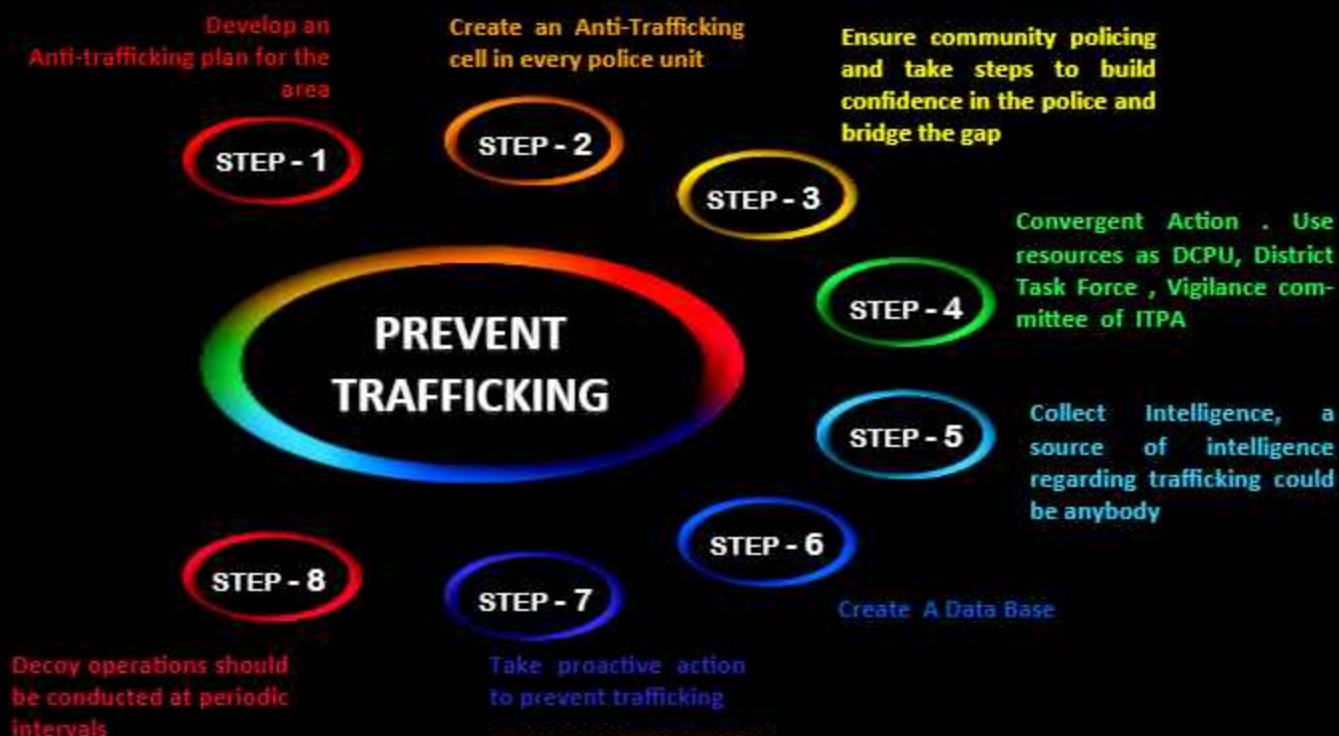 Develop an
Anti-trafficking plan for the
area
STEP - 1
Create an Anti-Trafficking
cell in every police unit
STEP - 2
Ensure community policing
and take steps to build
confidence in the police and
bridge the gap
STEP - 3
Convergent Action . Use
resources as DCPU, District
Task Force , Vigilance com-
mittee of ITPA
STEP - 4
PREVENT
TRAFFICKING
Collect Intelligence, a
source of intelligence
regarding trafficking could
be anybody
STEP - 5
STEP - 6
Create A Data Base
STEP - 7
Take proactive action
to prevent trafficking
STEP - 8
Decoy operations should
be conducted at periodic
intervals